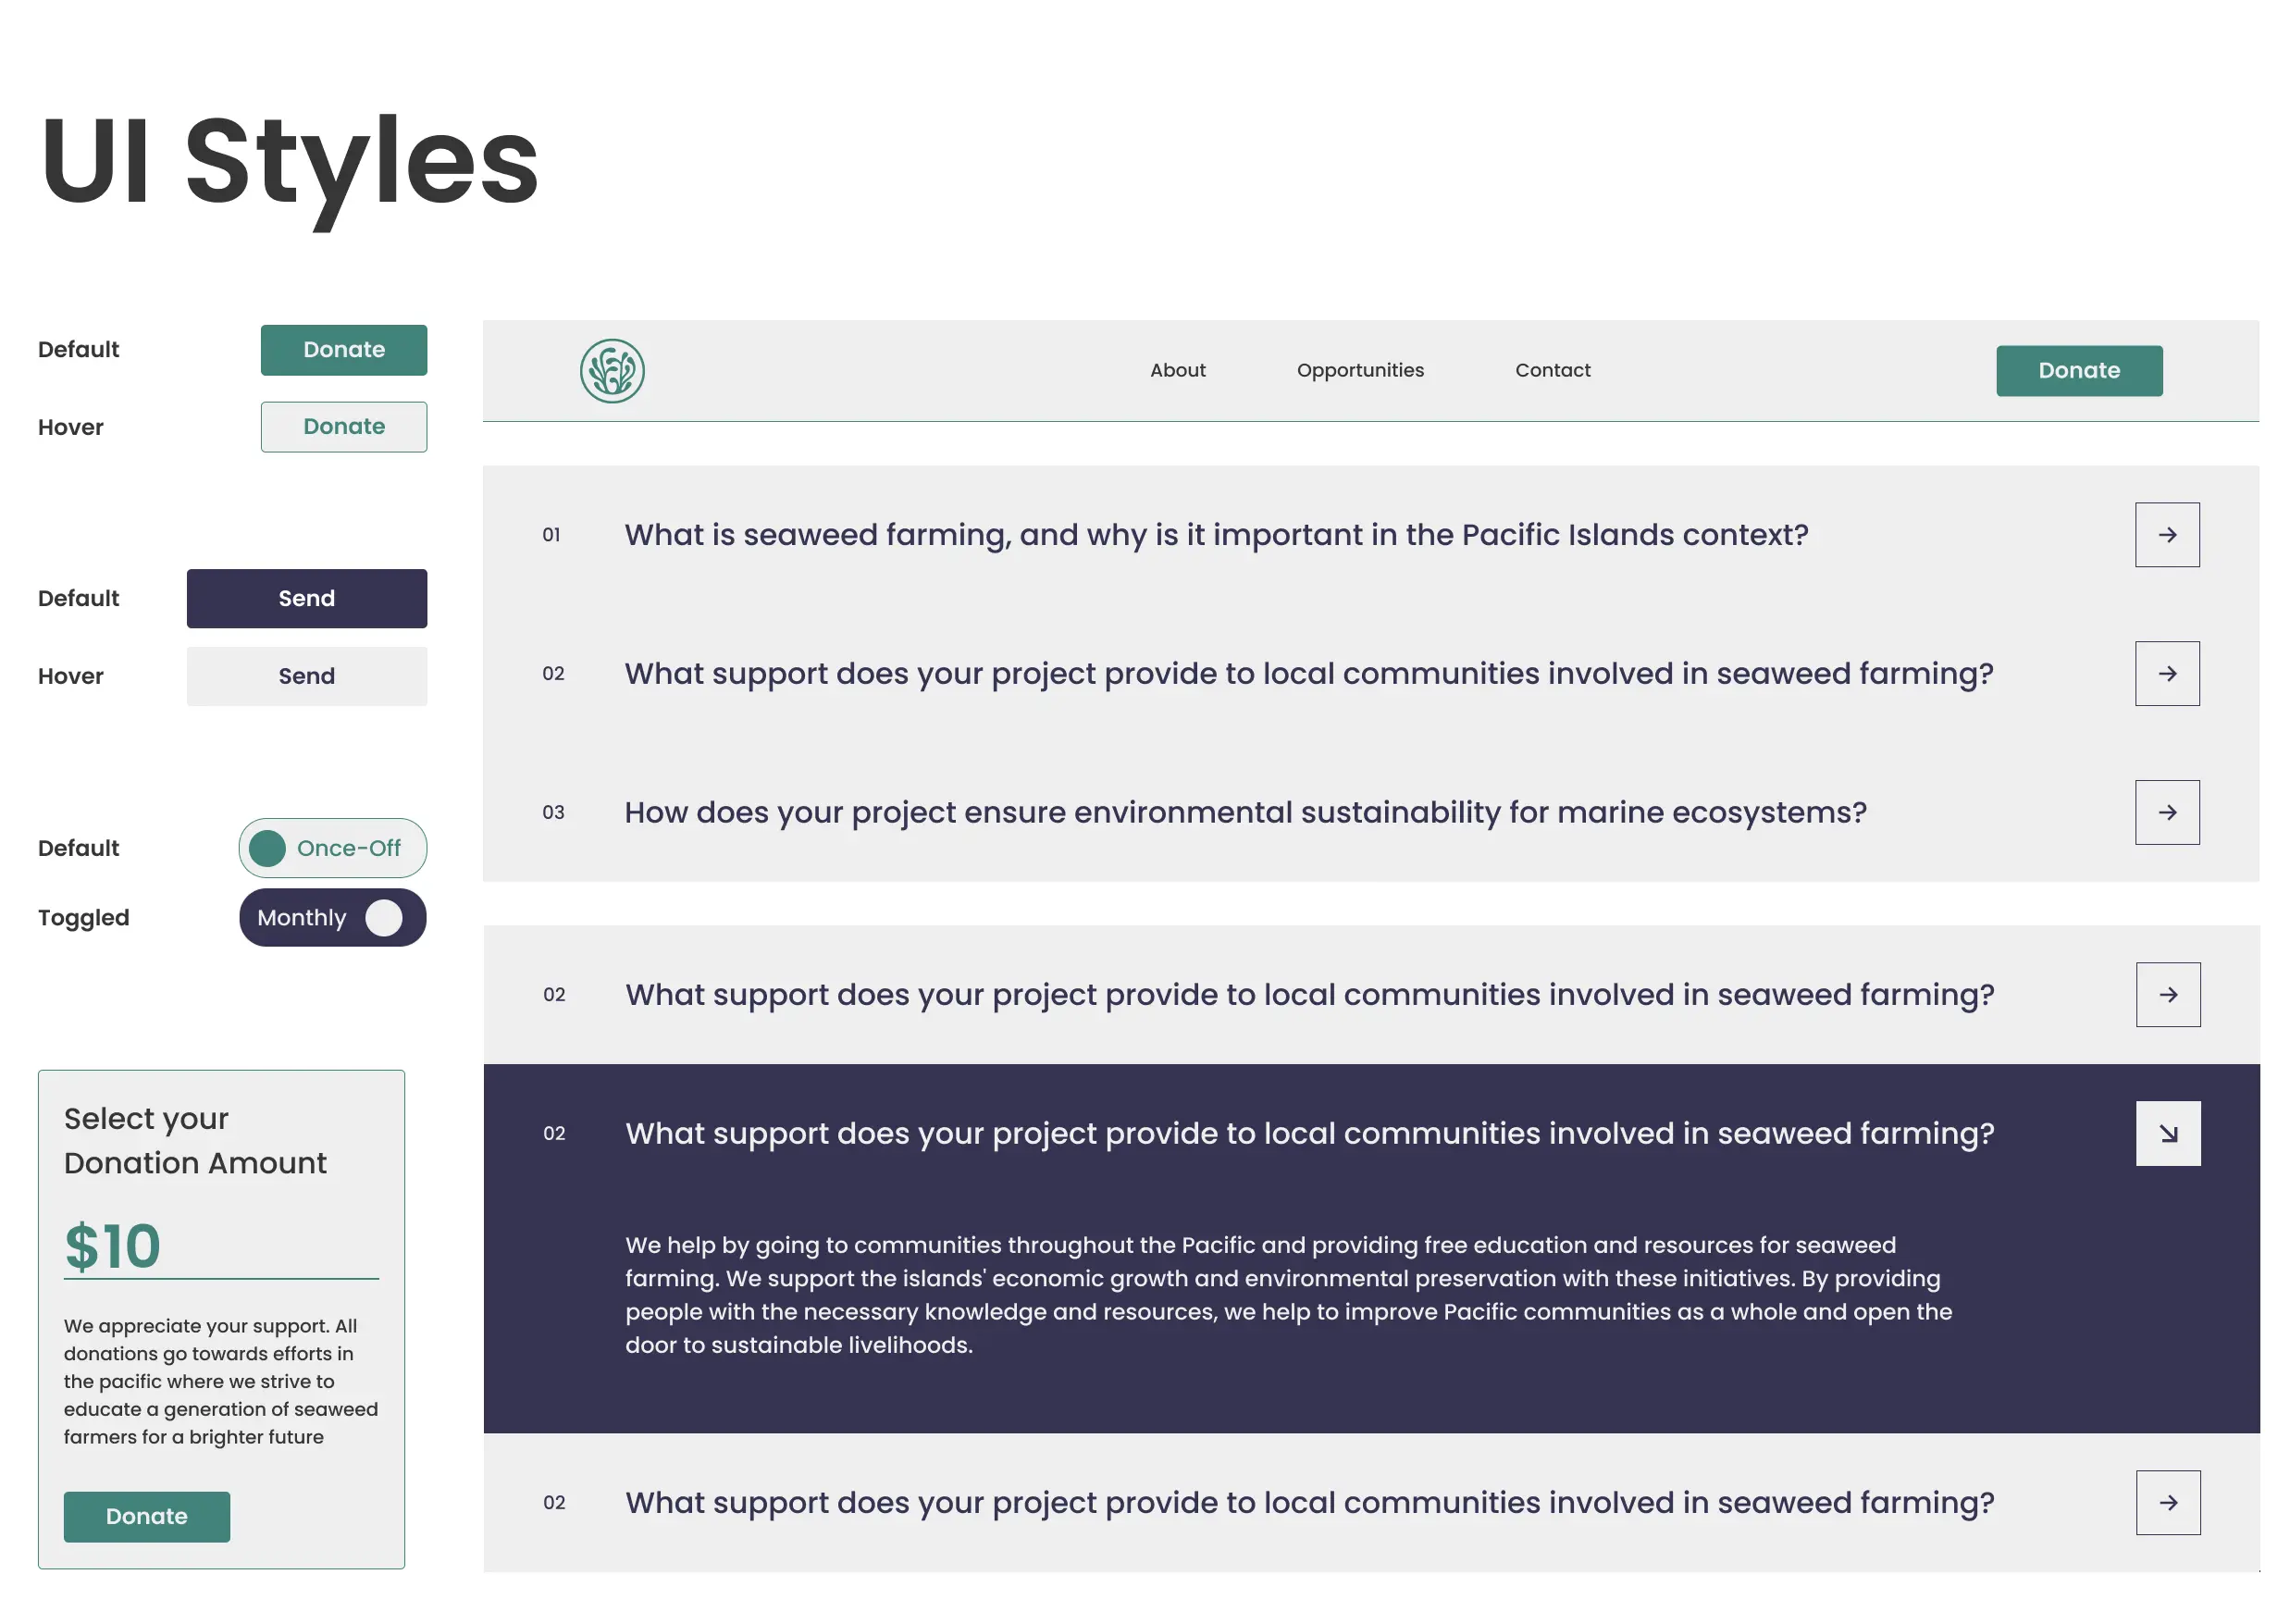 UI Styles
Default
Donate
Hover
Donate
Default
Send
Hover
Send
Default
Once-Off
Toggled
Monthly
Select your
Donation Amount
$10
We appreciate your support. All
donations go towards efforts in
the pacific where we strive to
educate a generation of seaweed
farmers for a brighter future
Donate
About
Opportunities
Contact
Donate
01
What is seaweed farming, and why is it important in the Pacific Islands context?
02
What support does your project provide to local communities involved in seaweed farming?
03
How does your project ensure environmental sustainability for marine ecosystems?
02
What support does your project provide to local communities involved in seaweed farming?
02
What support does your project provide to local communities involved in seaweed farming?
We help by going to communities throughout the Pacific and providing free education and resources for seaweed
farming. We support the islands' economic growth and environmental preservation with these initiatives. By providing
people with the necessary knowledge and resources, we help to improve Pacific communities as a whole and open the
door to sustainable livelihoods.
02
What support does your project provide to local communities involved in seaweed farming?